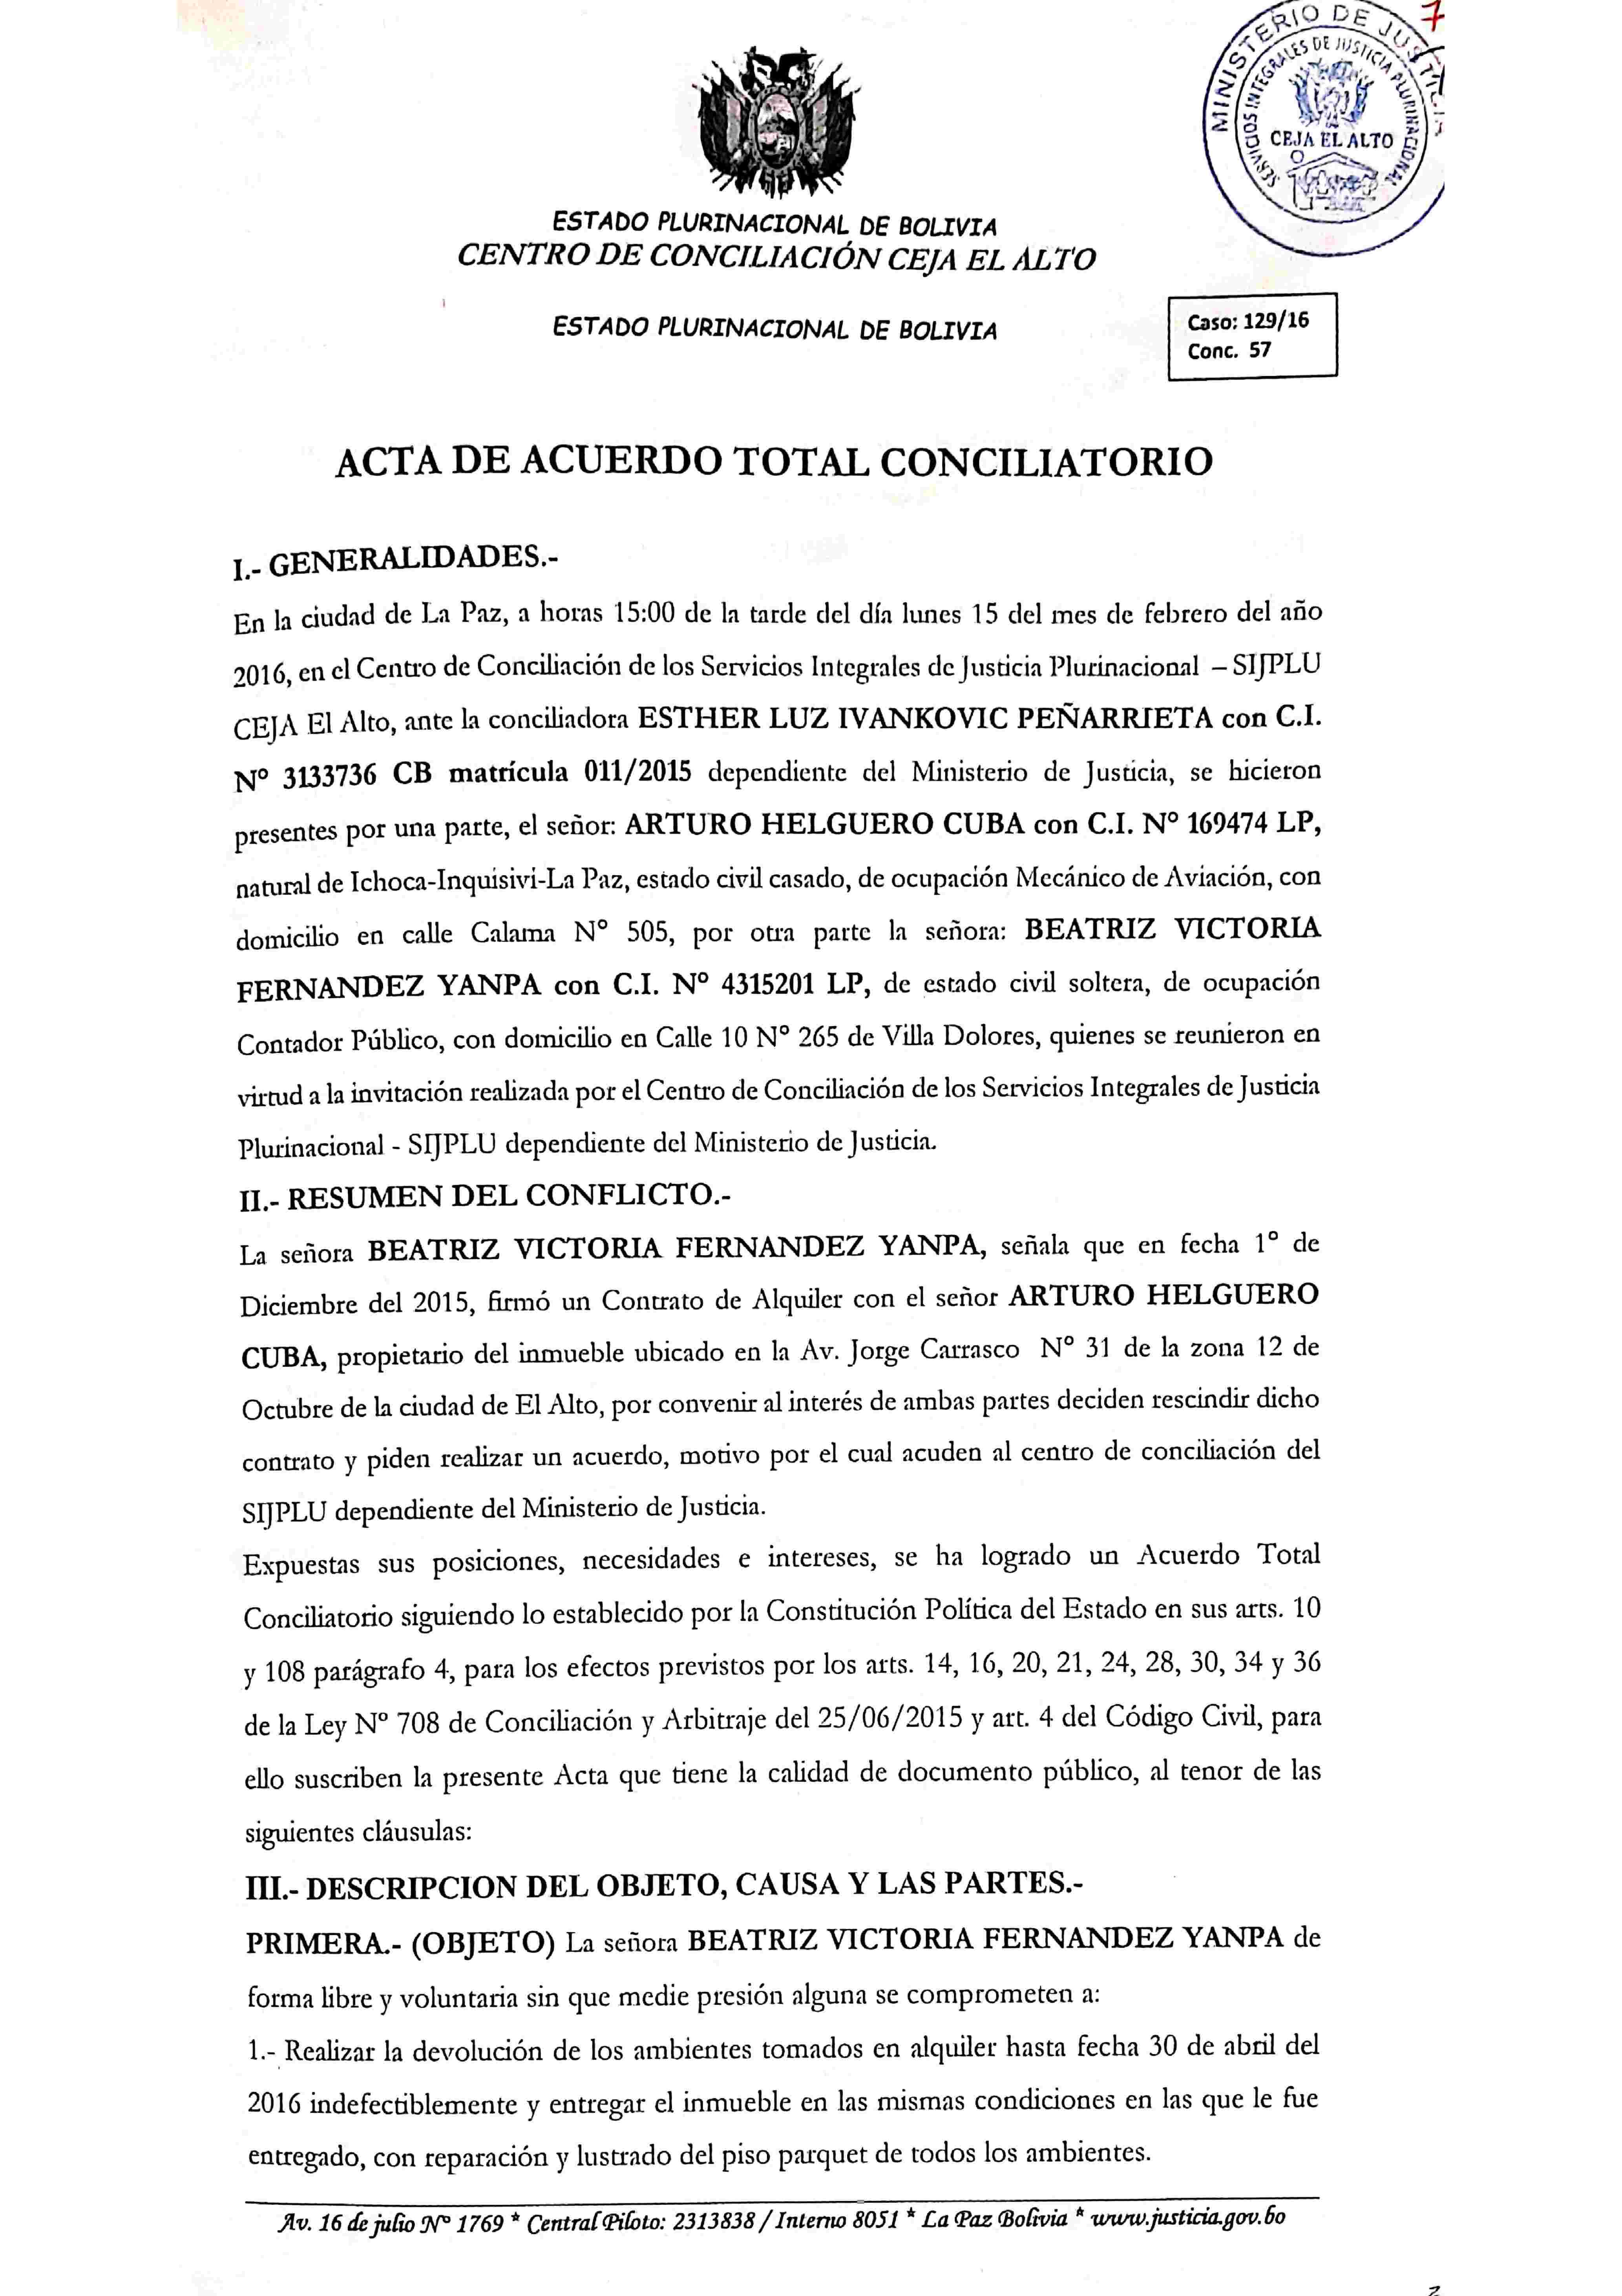 7
MINISTERIO DE JUSTICIA
SERVICIOS INTEGRALES DE JUSTICIA PLURINACIONAL
CEJA EL ALTO
ESTADO PLURINACIONAL DE BOLIVIA
CENTRO DE CONCILIACIÓN CEJA EL ALTO
ESTADO PLURINACIONAL DE BOLIVIA
Caso: 129/16
Conc. 57
ACTA DE ACUERDO TOTAL CONCILIATORIO
I.- GENERALIDADES.-
En la ciudad de La Paz, a horas 15:00 de la tarde del día lunes 15 del mes de febrero del año
2016, en el Centro de Conciliación de los Servicios Integrales de Justicia Plurinacional – SIJPLU
CEJA El Alto, ante la conciliadora ESTHER LUZ IVANKOVIC PEÑARRIETA con C.I.
Nº 3133736 CB matrícula 011/2015 dependiente del Ministerio de Justicia, se hicieron
presentes por una parte, el señor: ARTURO HELGUERO CUBA con C.I. Nº 169474 LP,
natural de Ichoca-Inquisivi-La Paz, estado civil casado, de ocupación Mecánico de Aviación, con
domicilio en calle Calama Nº 505, por otra parte la señora: BEATRIZ VICTORIA
FERNANDEZ YANPA con C.I. Nº 4315201 LP, de estado civil soltera, de ocupación
Contador Público, con domicilio en Calle 10 Nº 265 de Villa Dolores, quienes se reunieron en
virtud a la invitación realizada por el Centro de Conciliación de los Servicios Integrales de Justicia
Plurinacional - SIJPLU dependiente del Ministerio de Justicia.
II.- RESUMEN DEL CONFLICTO.-
La señora BEATRIZ VICTORIA FERNANDEZ YANPA, señala que en fecha 1º de
Diciembre del 2015, firmó un Contrato de Alquiler con el señor ARTURO HELGUERO
CUBA, propietario del inmueble ubicado en la Av. Jorge Carrasco Nº 31 de la zona 12 de
Octubre de la ciudad de El Alto, por convenir al interés de ambas partes deciden rescindir dicho
contrato y piden realizar un acuerdo, motivo por el cual acuden al centro de conciliación del
SIJPLU dependiente del Ministerio de Justicia.
Expuestas sus posiciones, necesidades e intereses, se ha logrado un Acuerdo Total
Conciliatorio siguiendo lo establecido por la Constitución Política del Estado en sus arts. 10
y 108 parágrafo 4, para los efectos previstos por los arts. 14, 16, 20, 21, 24, 28, 30, 34 y 36
de la Ley Nº 708 de Conciliación y Arbitraje del 25/06/2015 y art. 4 del Código Civil, para
ello suscriben la presente Acta que tiene la calidad de documento público, al tenor de las
siguientes cláusulas:
III.- DESCRIPCION DEL OBJETO, CAUSA Y LAS PARTES.-
PRIMERA.- (OBJETO) La señora BEATRIZ VICTORIA FERNANDEZ YANPA de
forma libre y voluntaria sin que medie presión alguna se comprometen a:
1.- Realizar la devolución de los ambientes tomados en alquiler hasta fecha 30 de abril del
2016 indefectiblemente y entregar el inmueble en las mismas condiciones en las que le fue
entregado, con reparación y lustrado del piso parquet de todos los ambientes.
Av. 16 de julio Nº 1769 * Central Piloto: 2313838 / Interno 8051 * La Paz Bolivia * www.justicia.gov.bo